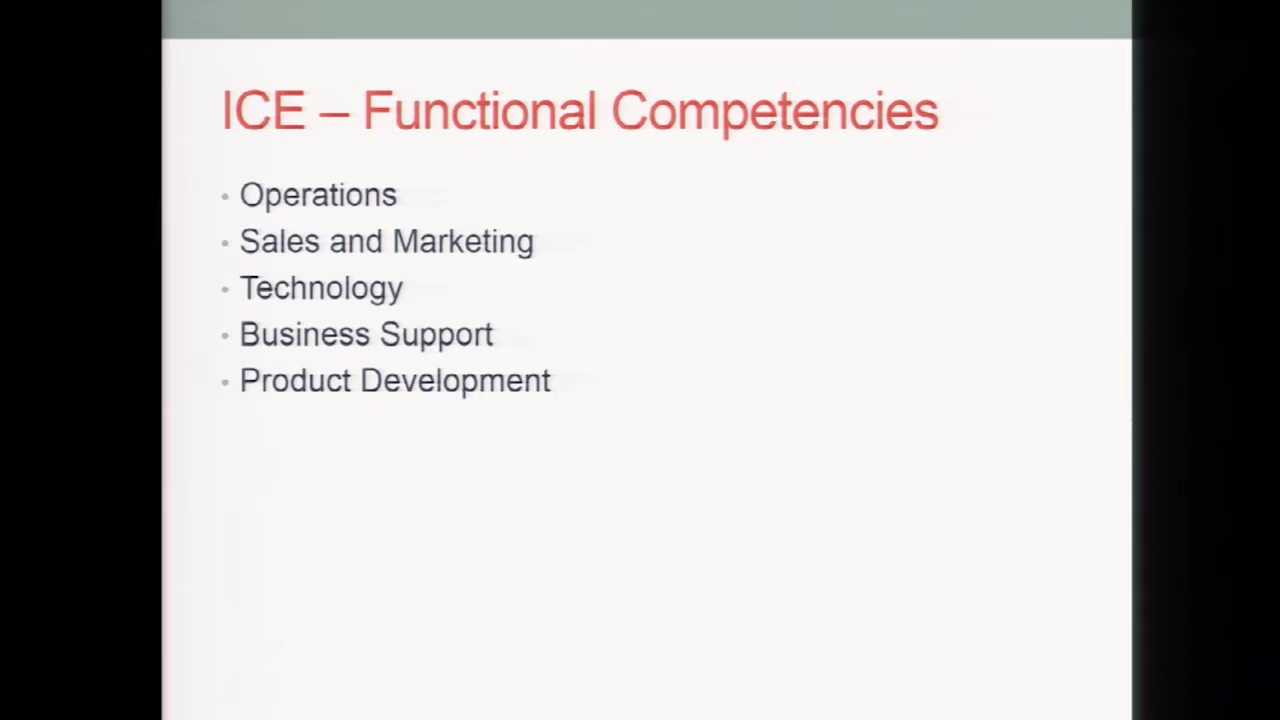 ICE – Functional Competencies
• Operations
• Sales and Marketing
• Technology
• Business Support
• Product Development